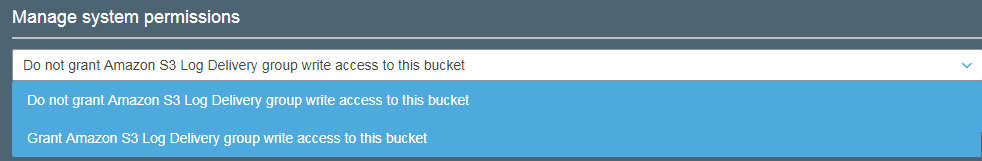 Manage system permissions
Do not grant Amazon S3 Log Delivery group write access to this bucket
Do not grant Amazon S3 Log Delivery group write access to this bucket
Grant Amazon S3 Log Delivery group write access to this bucket